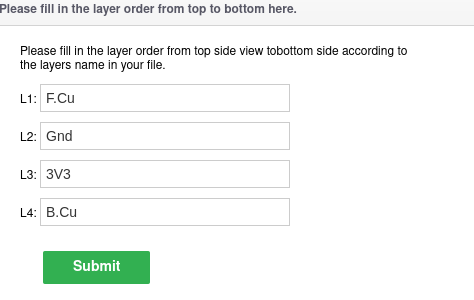 Please fill in the layer order from top to bottom here.
Please fill in the layer order from top side view tobottom side according to
the layers name in your file.
L1: F.Cu
L2: Gnd
L3: 3V3
L4: B.Cu
Submit